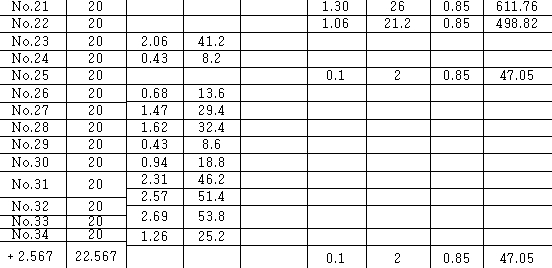 No.21 20 1.30 26 0.85 611.76
No.22 20 1.06 21.2 0.85 498.82
No.23 20 2.06 41.2
No.24 20 0.43 8.2
No.25 20 0.1 2 0.85 47.05
No.26 20 0.68 13.6
No.27 20 1.47 29.4
No.28 20 1.62 32.4
No.29 20 0.43 8.6
No.30 20 0.94 18.8
No.31 20 2.31 46.2
2.57 51.4
No.32 20
No.33 20 2.69 53.8
No.34 20 1.26 25.2
+2.567 22.567 0.1 2 0.85 47.05